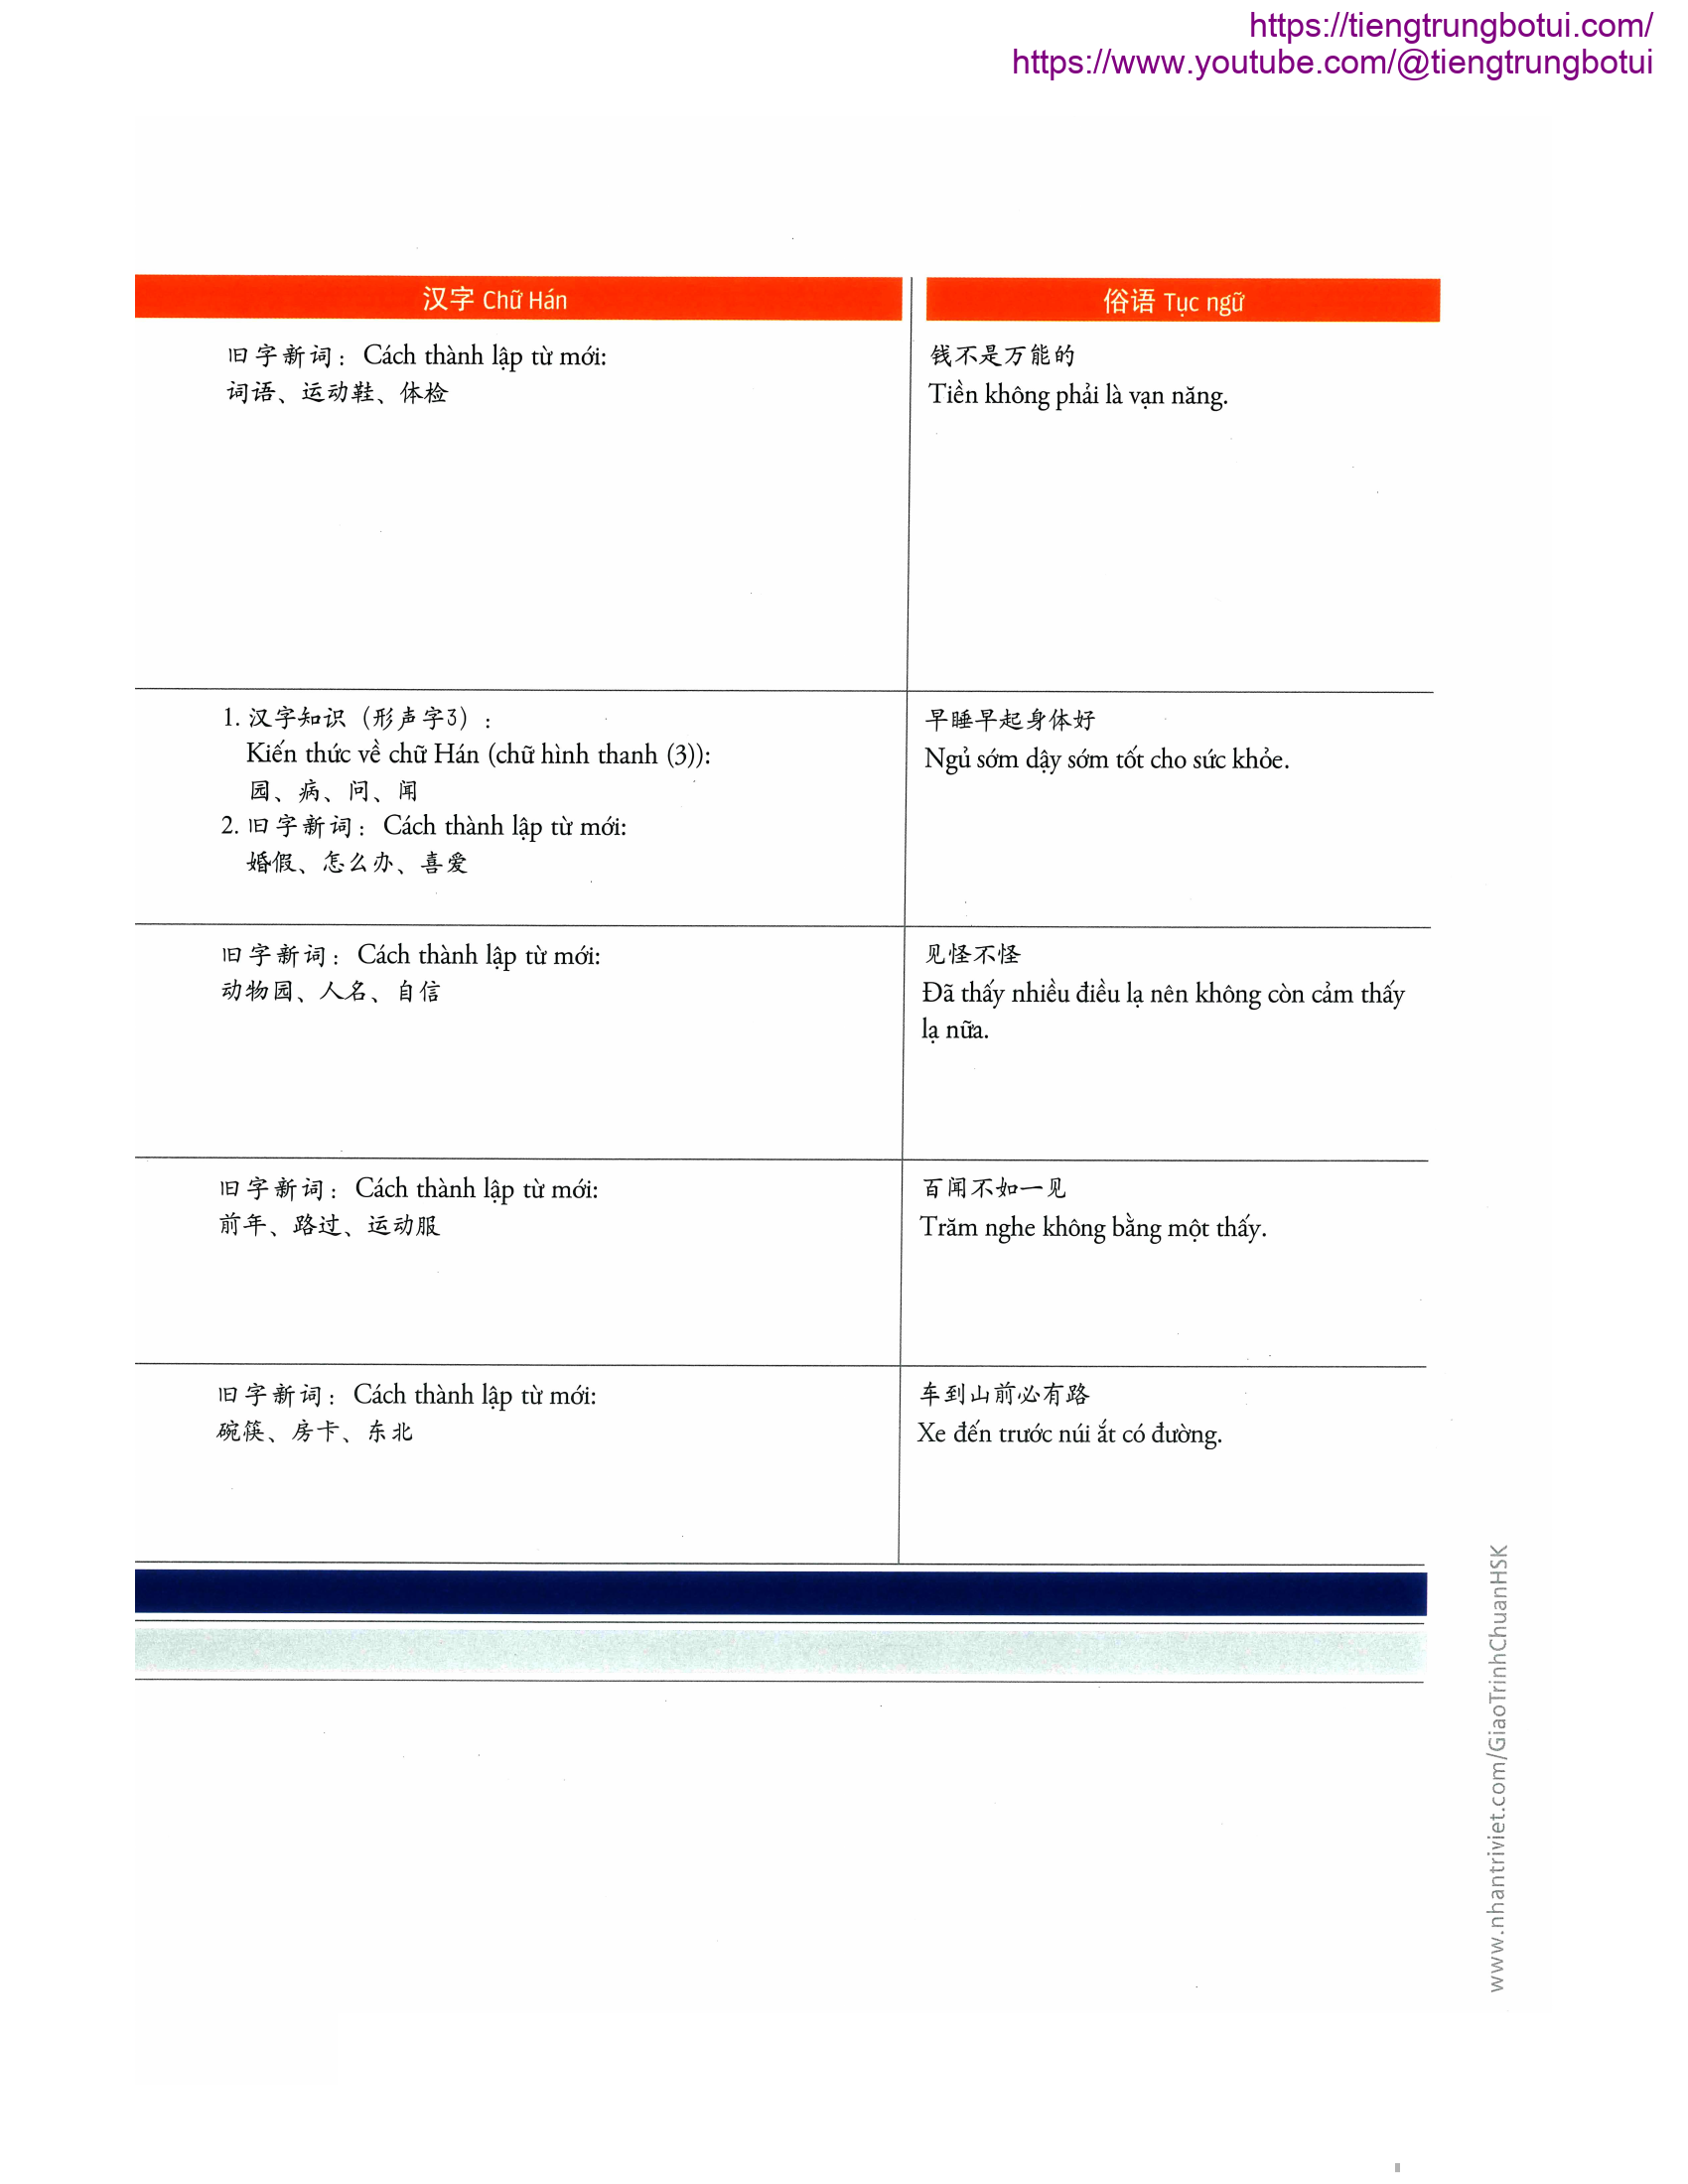 https://tiengtrungbotui.com/
https://www.youtube.com/@tiengtrungbotui
汉字 Chữ Hán
俗语 Tục ngữ
旧字新词：Cách thành lập từ mới:
词语、运动鞋、体检
钱不是万能的
Tiền không phải là vạn năng.
1. 汉字知识（形声字3）：
Kiến thức về chữ Hán (chữ hình thanh (3)):
园、病、问、闻
2. 旧字新词：Cách thành lập từ mới:
婚假、怎么办、喜爱
早睡早起身体好
Ngủ sớm dậy sớm tốt cho sức khỏe.
旧字新词：Cách thành lập từ mới:
动物园、人名、自信
见怪不怪
Đã thấy nhiều điều lạ nên không còn cảm thấy
lạ nữa.
旧字新词：Cách thành lập từ mới:
前年、路过、运动服
百闻不如一见
Trăm nghe không bằng một thấy.
旧字新词：Cách thành lập từ mới:
碗筷、房卡、东北
车到山前必有路
Xe đến trước núi ắt có đường.
www.nhantriviet.com/GiaoTrinhChuanHSK